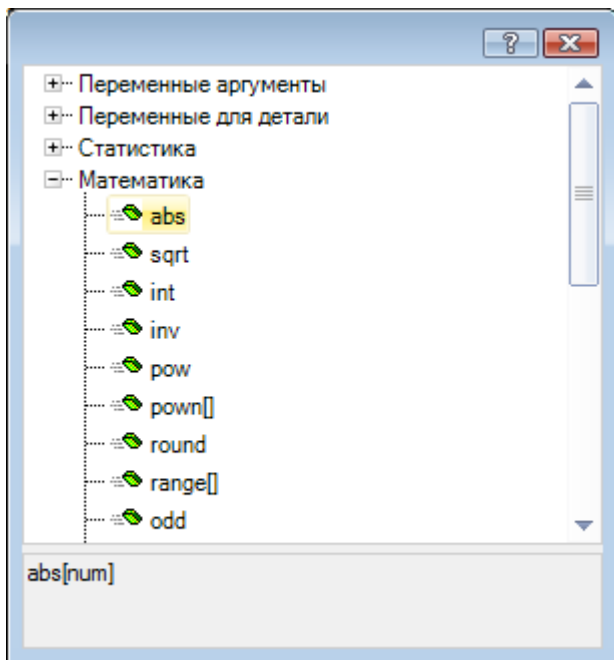 Переменные аргументы
Переменные для детали
Статистика
Математика
abs
sqrt
int
inv
pow
pown[]
round
range[]
odd
abs[num]